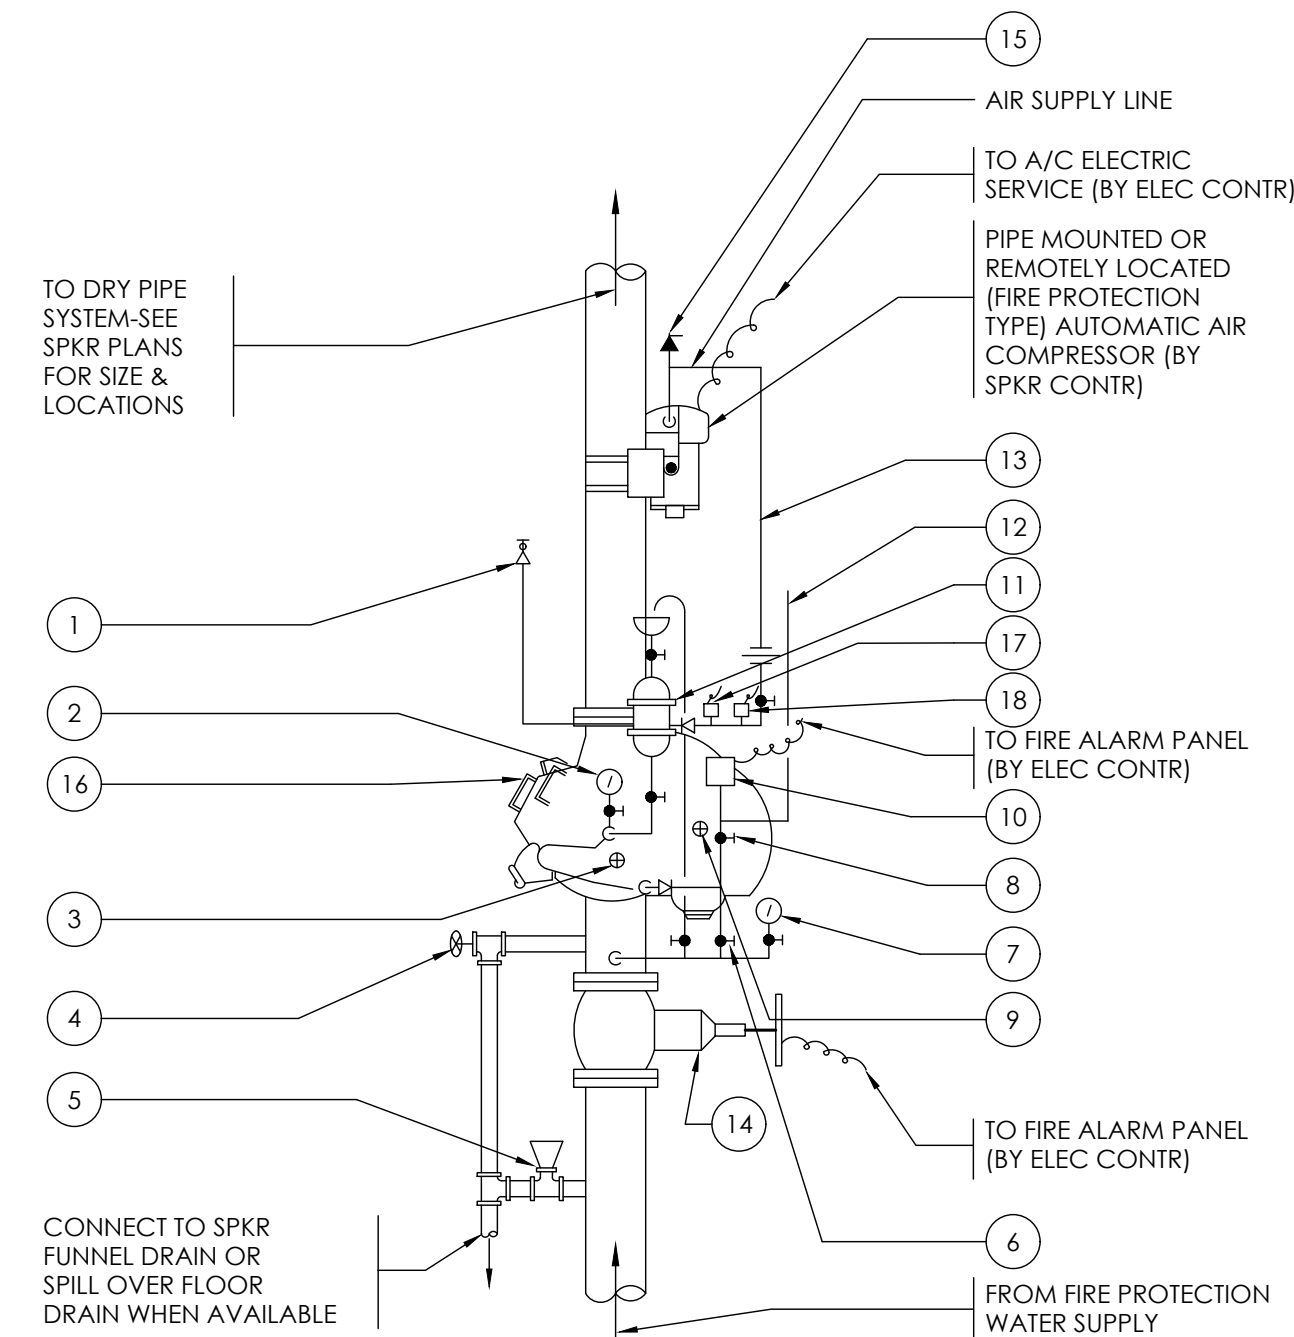 15
AIR SUPPLY LINE
TO A/C ELECTRIC
SERVICE (BY ELEC CONTR)
PIPE MOUNTED OR
REMOTELY LOCATED
(FIRE PROTECTION
TYPE) AUTOMATIC AIR
COMPRESSOR (BY
SPKR CONTR)
TO DRY PIPE
SYSTEM-SEE
SPKR PLANS
FOR SIZE &
LOCATIONS
13
12
11
1
17
2
18
TO FIRE ALARM PANEL
(BY ELEC CONTR)
16
10
8
3
7
4
9
5
14
TO FIRE ALARM PANEL
(BY ELEC CONTR)
CONNECT TO SPKR
FUNNEL DRAIN OR
SPILL OVER FLOOR
DRAIN WHEN AVAILABLE
6
FROM FIRE PROTECTION
WATER SUPPLY